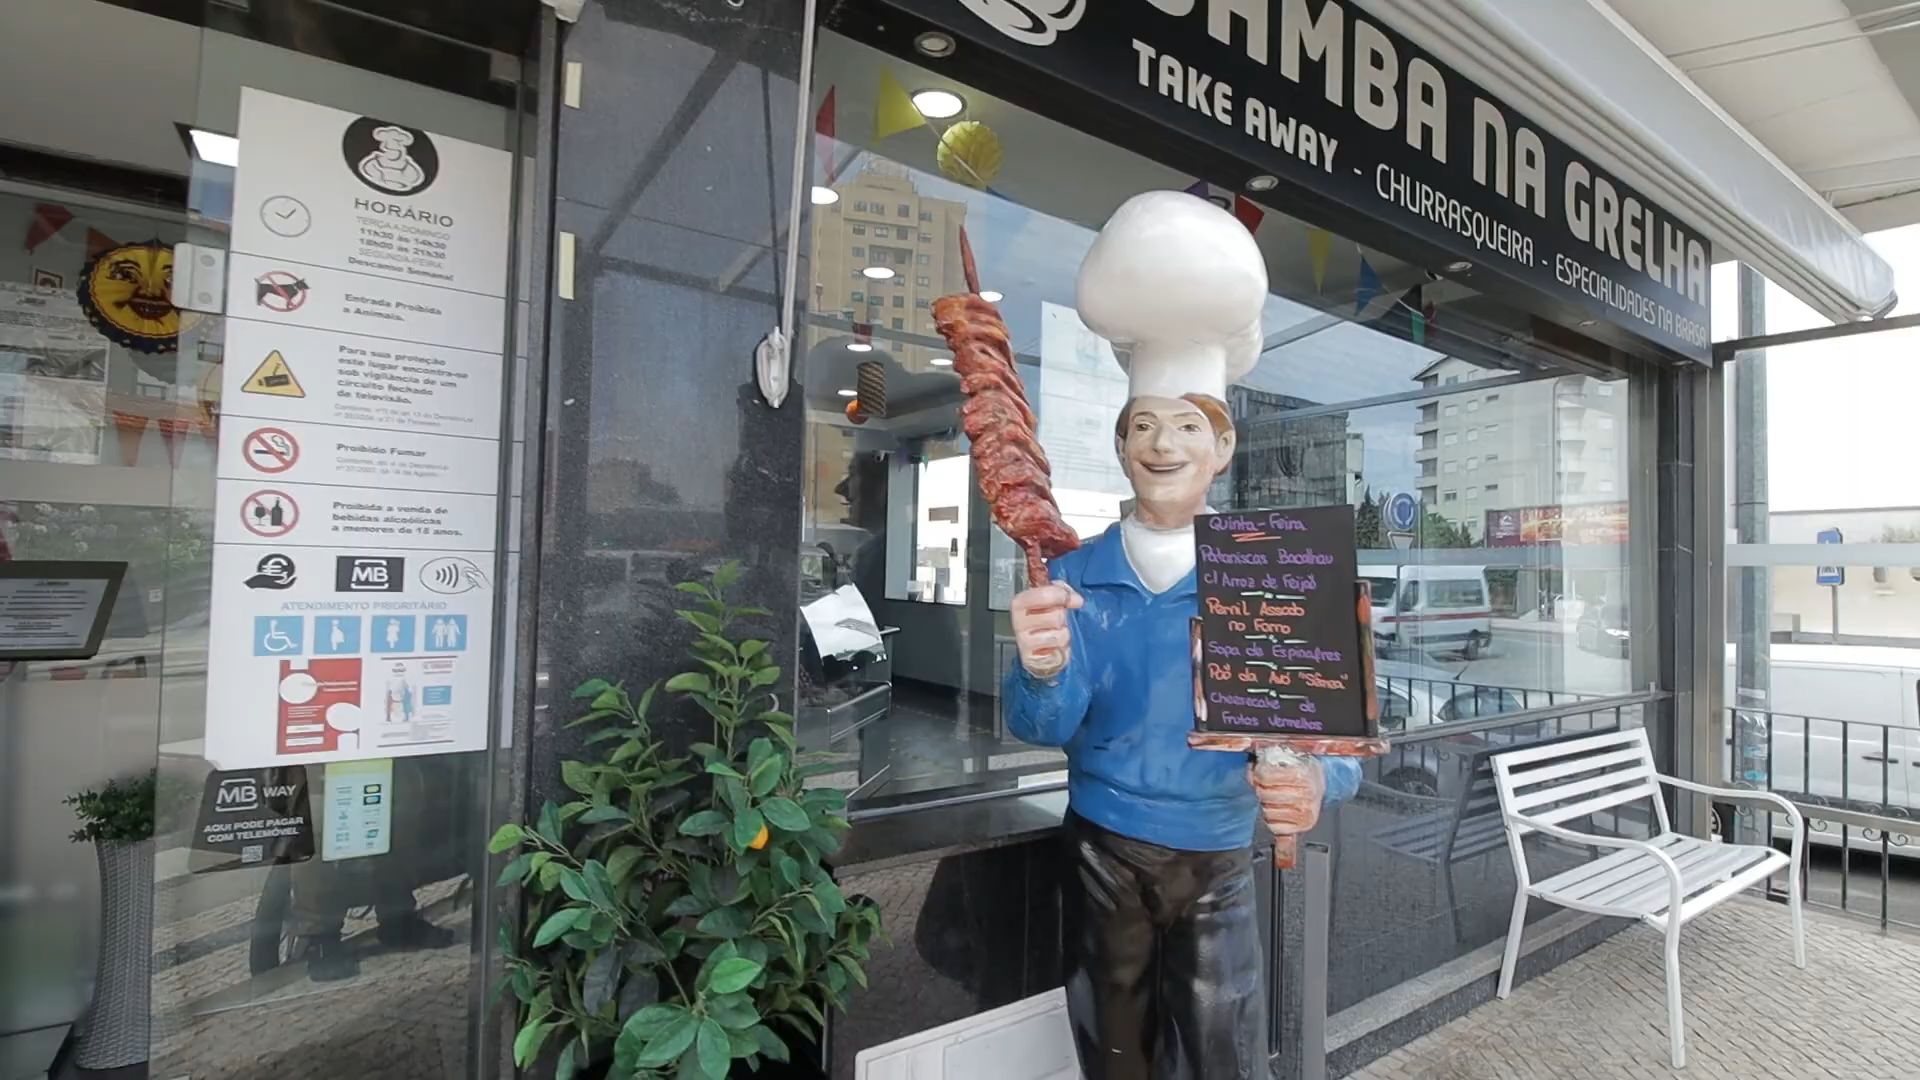 SAMBA NA GRELHA
TAKE AWAY - CHURRASQUEIRA - ESPECIALIDADES NA BRASA
HORÁRIO
TERÇA A DOMINGO
11h30 às 14h30
18h00 às 21h30
SEGUNDA-FEIRA
Descanso Semanal
Entrada Proibida
a Animais.
Para sua proteção
este lugar encontra-se
sob vigilância de um
circuito fechado
de televisão.
Proibido Fumar
Proibida a venda de
bebidas alcoólicas
a menores de 18 anos.
MB
ATENDIMENTO PRIORITÁRIO
MB WAY
AQUI PODE PAGAR
COM TELEMÓVEL
Quinta-Feira
Pataniscas Bacalhau
c/ Arroz de Feijão
Pernil Assado
no Forno
Sopa de Espinafres
Pão da Avó "Sêmea"
Cheesecake de
Frutos Vermelhos